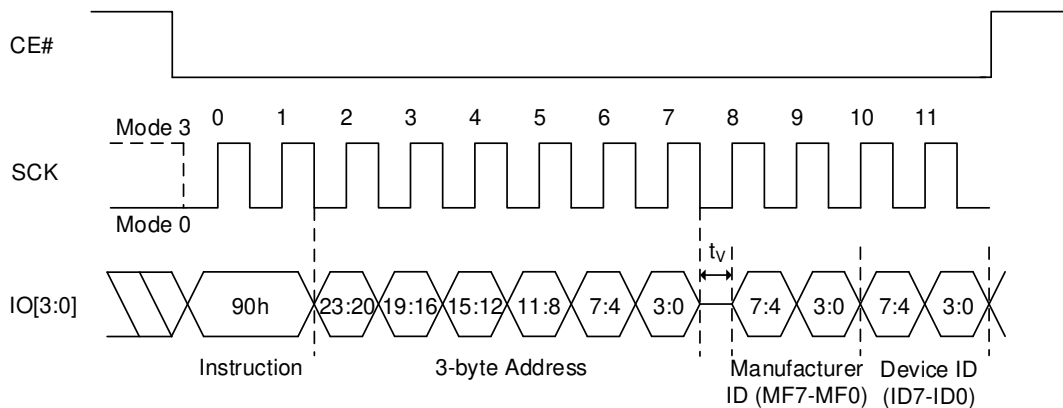 CE#
0 1 2 3 4 5 6 7 8 9 10 11
Mode 3
SCK
Mode 0
tV
IO[3:0] 90h 23:20 19:16 15:12 11:8 7:4 3:0 7:4 3:0 7:4 3:0
Instruction 3-byte Address Manufacturer Device ID
ID (MF7-MF0) (ID7-ID0)